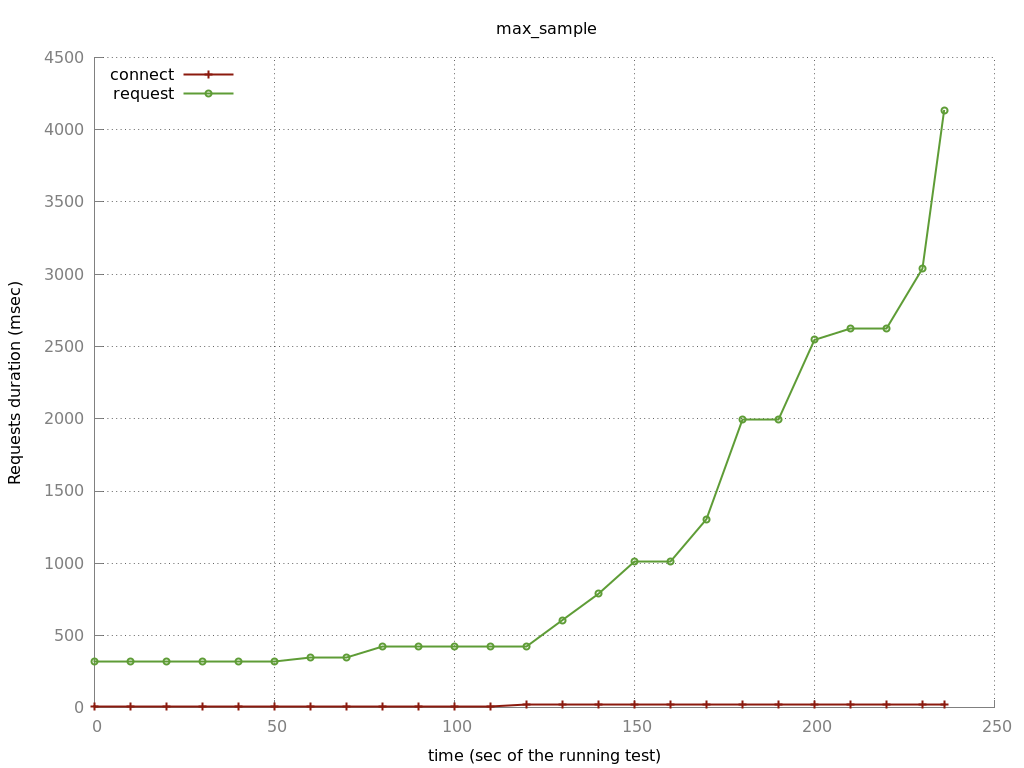 max_sample
connect
request
4500
4000
3500
3000
2500
2000
1500
1000
500
0
Requests duration (msec)
0 50 100 150 200 250
time (sec of the running test)